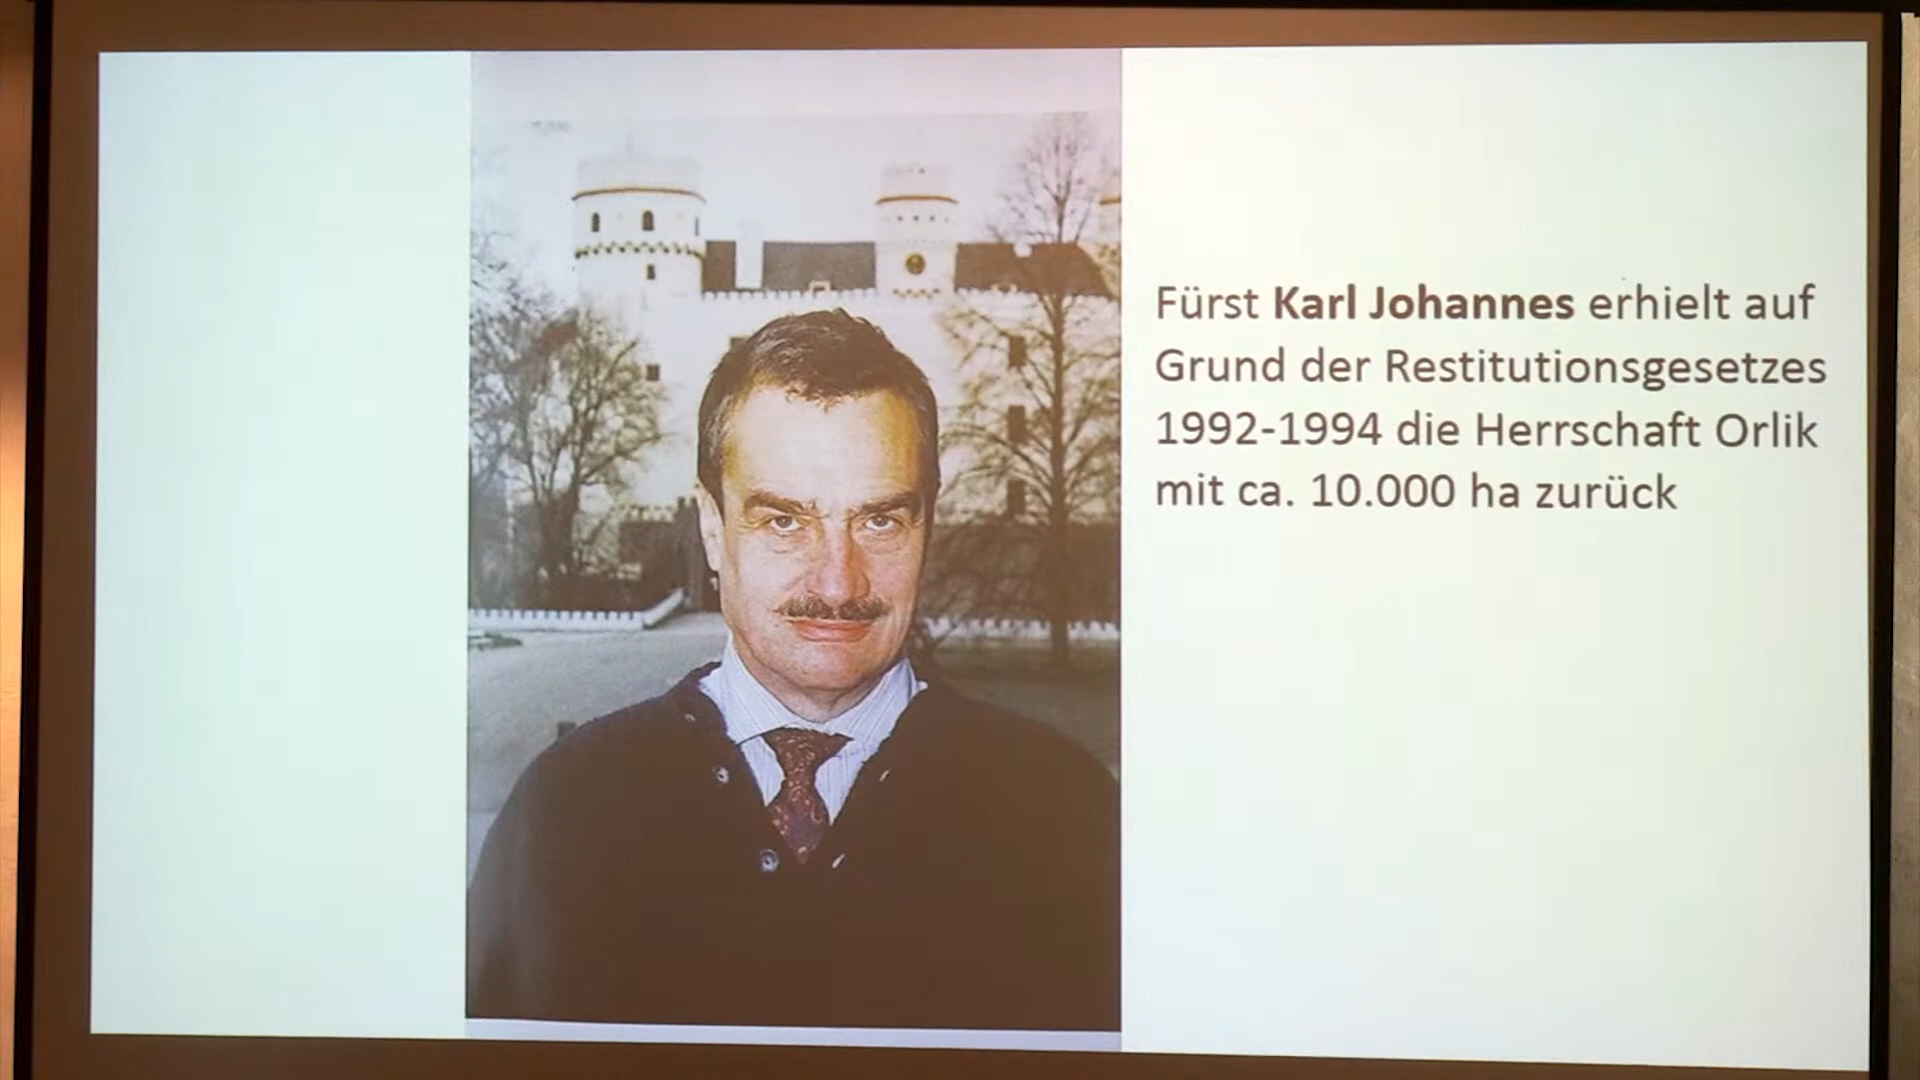 Fürst Karl Johannes erhielt auf
Grund der Restitutionsgesetzes
1992-1994 die Herrschaft Orlik
mit ca. 10.000 ha zurück